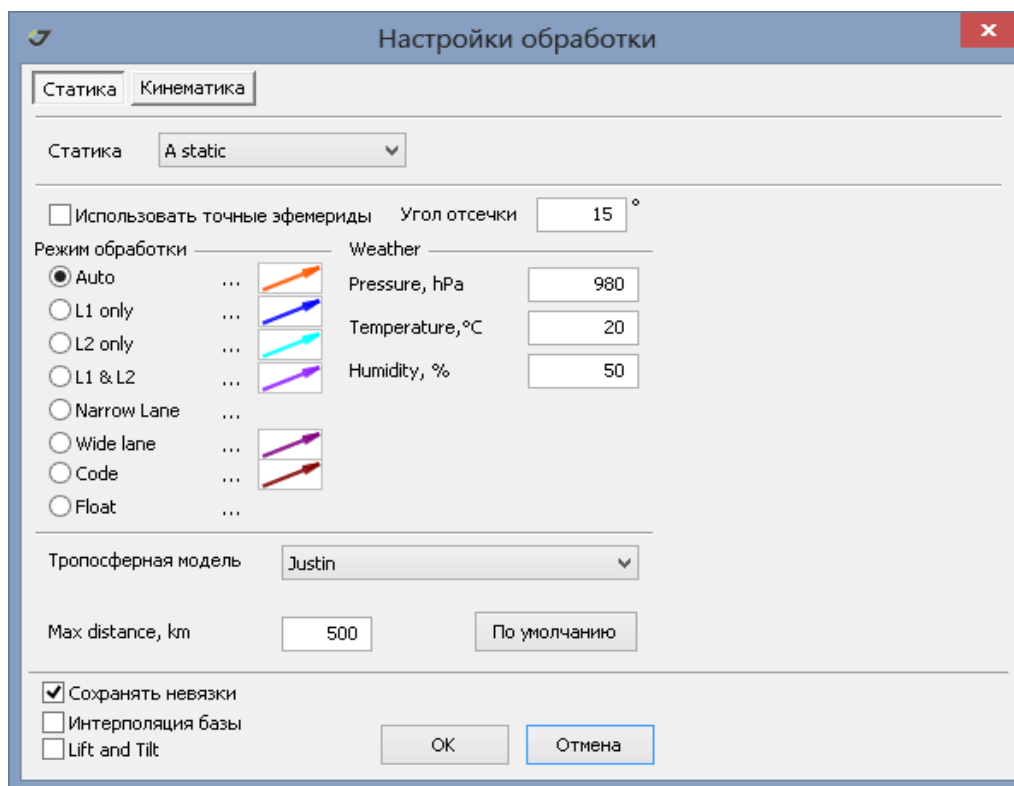 Настройки обработки
Статика Кинематика
Статика A static
Использовать точные эфемериды Угол отсечки 15 °
Режим обработки Weather
Auto ... Pressure, hPa 980
L1 only ...
Temperature,°C 20
L2 only ...
L1 & L2 ... Humidity, % 50
Narrow Lane ...
Wide lane ...
Code ...
Float ...
Тропосферная модель Justin
Max distance, km 500 По умолчанию
Сохранять невязки
Интерполяция базы
Lift and Tilt OK Отмена